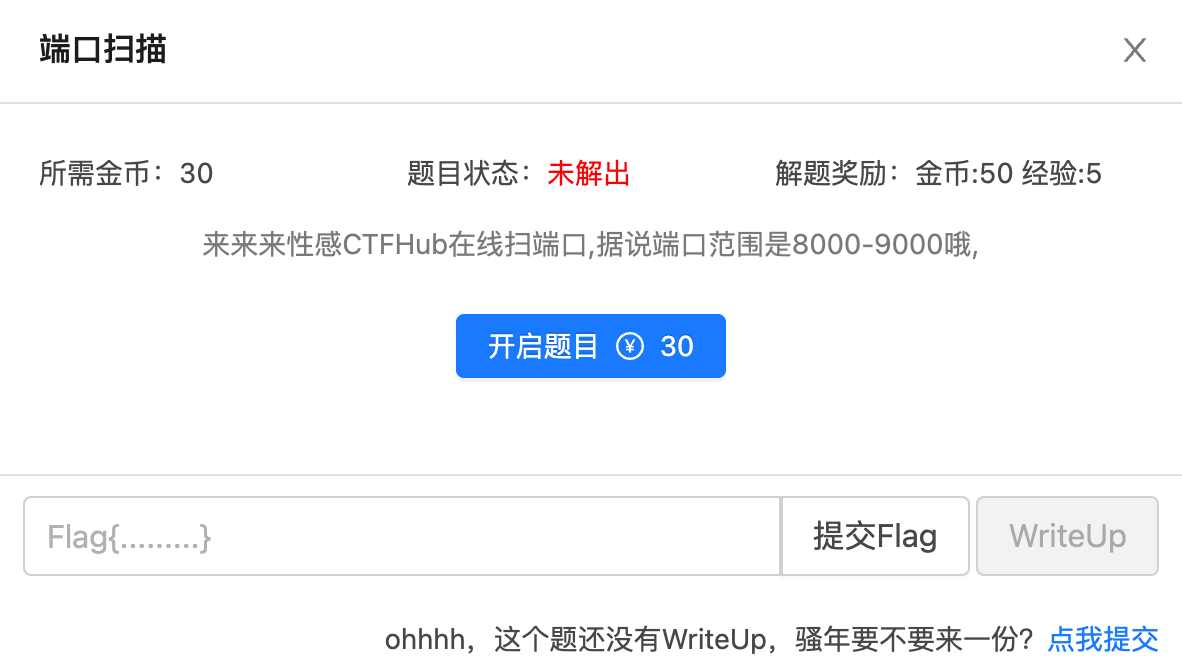 端口扫描
所需金币：30 题目状态：未解出 解题奖励：金币:50 经验:5
来来来性感CTFHub在线扫端口,据说端口范围是8000-9000哦,
开启题目 ¥ 30
Flag{.........} 提交Flag WriteUp
ohhhh，这个题还没有WriteUp，骚年要不要来一份？点我提交